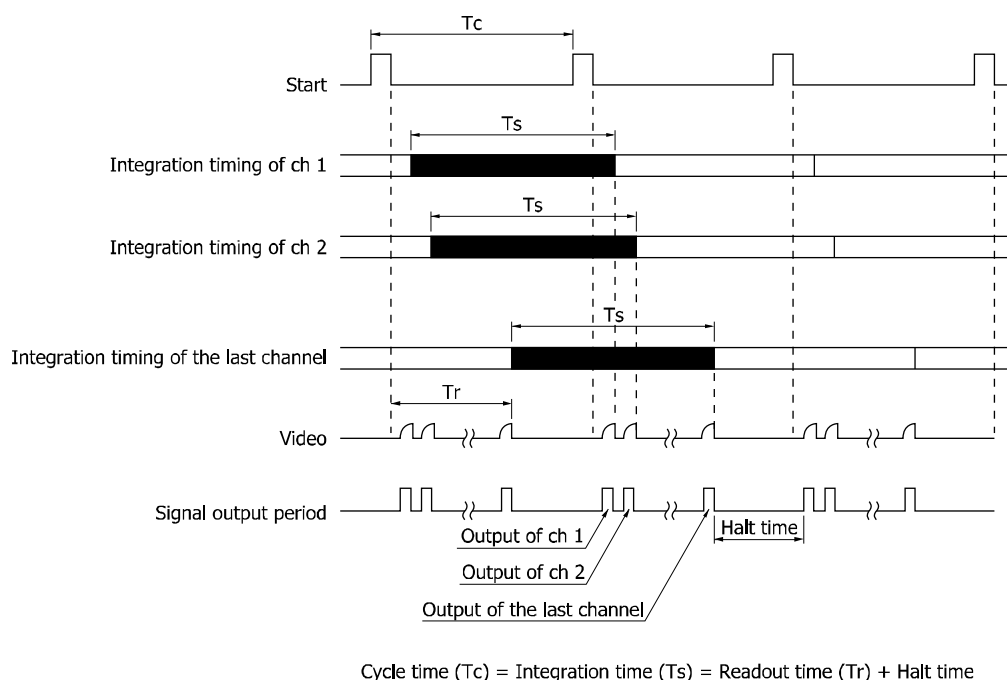 Tc
Start
Ts
Integration timing of ch 1
Ts
Integration timing of ch 2
Ts
Integration timing of the last channel
Tr
Video
Signal output period
Output of ch 1
Halt time
Output of ch 2
Output of the last channel
Cycle time (Tc) = Integration time (Ts) = Readout time (Tr) + Halt time